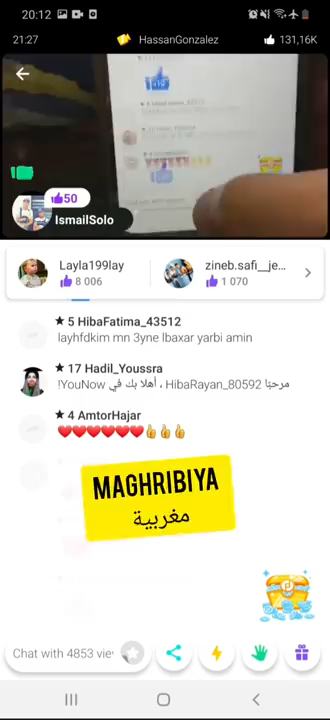 20:12
21:27
HassanGonzalez
131,16K
50
IsmailSolo
Layla199lay
8 006
zineb.safi__je...
1 070
★ 5 HibaFatima_43512
layhfdkim mn 3yne lbaxar yarbi amin
★ 17 Hadil_Youssra
مرحبًا HibaRayan_80592 ، أهلا بك في YouNow!
★ 4 AmtorHajar
❤❤❤❤❤❤👍👍👍
MAGHRIBIYA
مغربية
Chat with 4853 view